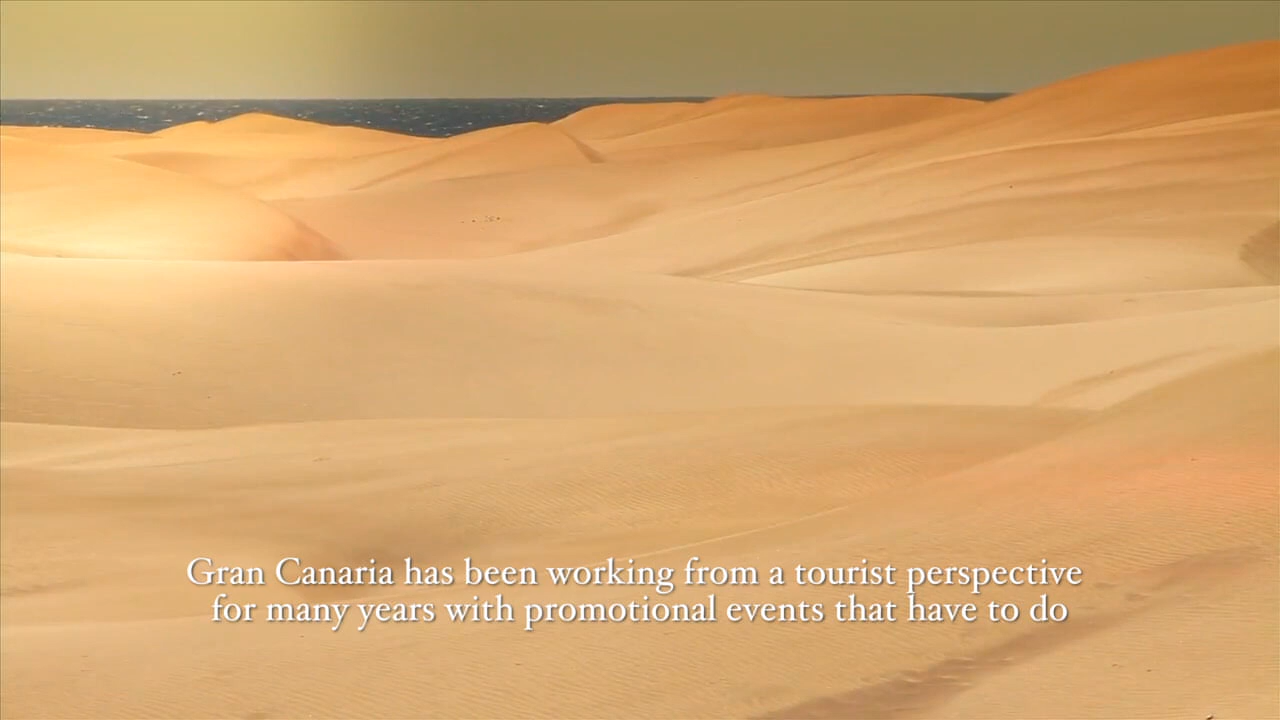 Gran Canaria has been working from a tourist perspective
for many years with promotional events that have to do